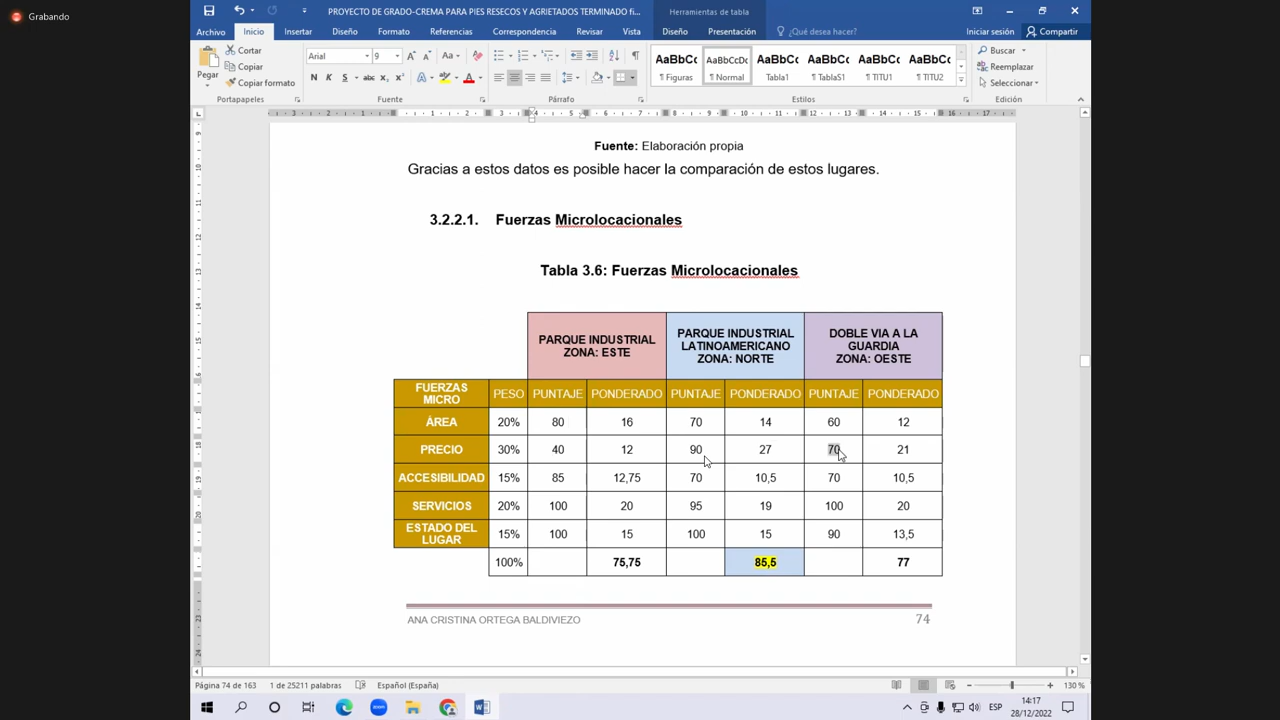 Grabando
PROYECTO DE GRADO-CREMA PARA PIES RESECOS Y AGRIETADOS TERMINADO fi...
Herramientas de tabla
Archivo Inicio Insertar Diseño Formato Referencias Correspondencia Revisar Vista Diseño Presentación ¿Qué desea hacer? Iniciar sesión Compartir
Pegar
Cortar
Copiar
Copiar formato
Portapapeles
Arial 9
Fuente
Párrafo
AaBbCc AaBbCcDc AaBbCc AaBbCc AaBbCc AaBbCc
¶ Figuras ¶ Normal Tabla1 ¶ TablaS1 ¶ TITU1 ¶ TITU2
Estilos
Buscar
Reemplazar
Seleccionar
Edición
Fuente: Elaboración propia
Gracias a estos datos es posible hacer la comparación de estos lugares.
3.2.2.1. Fuerzas Microlocacionales
Tabla 3.6: Fuerzas Microlocacionales
PARQUE INDUSTRIAL
ZONA: ESTE
PARQUE INDUSTRIAL
LATINOAMERICANO
ZONA: NORTE
DOBLE VIA A LA
GUARDIA
ZONA: OESTE
FUERZAS
MICRO
PESO PUNTAJE PONDERADO PUNTAJE PONDERADO PUNTAJE PONDERADO
ÁREA 20% 80 16 70 14 60 12
PRECIO 30% 40 12 90 27 70 21
ACCESIBILIDAD 15% 85 12,75 70 10,5 70 10,5
SERVICIOS 20% 100 20 95 19 100 20
ESTADO DEL
LUGAR
15% 100 15 100 15 90 13,5
100% 75,75 85,5 77
ANA CRISTINA ORTEGA BALDIVIEZO 74
Página 74 de 163 1 de 25211 palabras Español (España) 130 %
zoom
ESP
14:17
28/12/2022